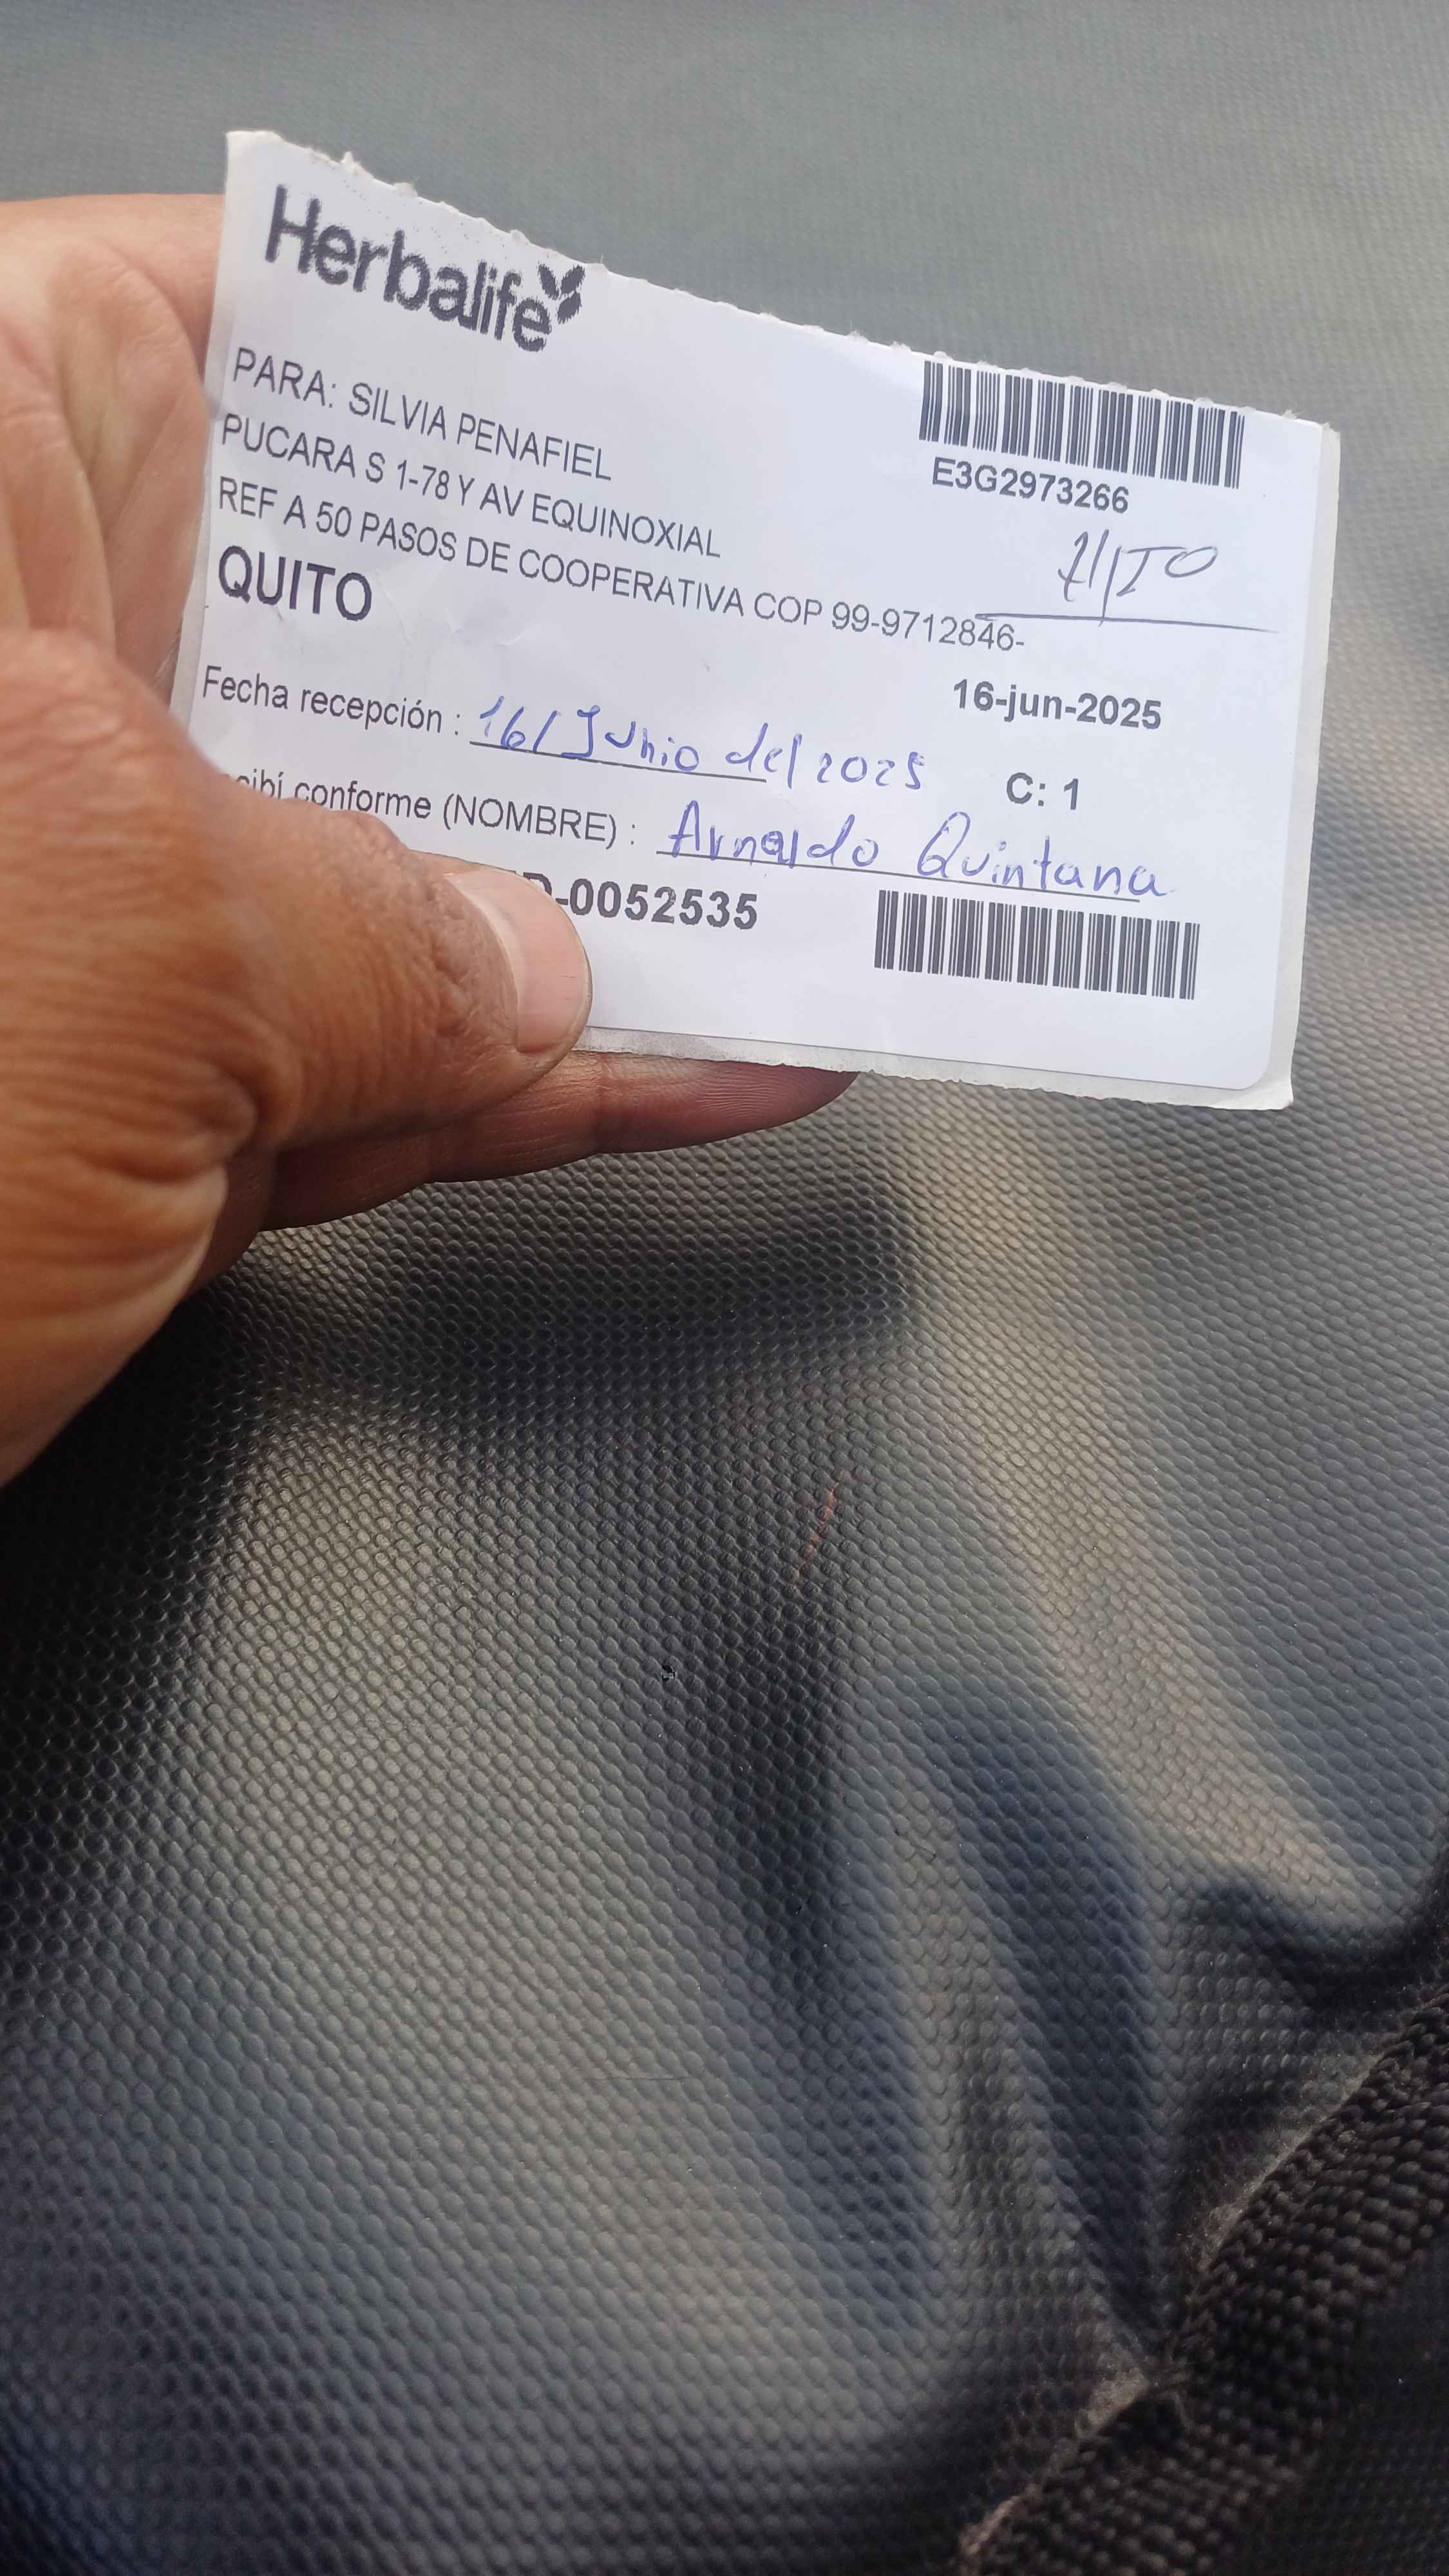 Herbalife
PARA: SILVIA PENAFIEL
PUCARA S 1-78 Y AV EQUINOXIAL
REF A 50 PASOS DE COOPERATIVA COP 99-9712846-
QUITO
E3G2973266
16-jun-2025
Fecha recepción : 16/Junio del 2025
C: 1
conforme (NOMBRE) : Arnaldo Quintana
-0052535